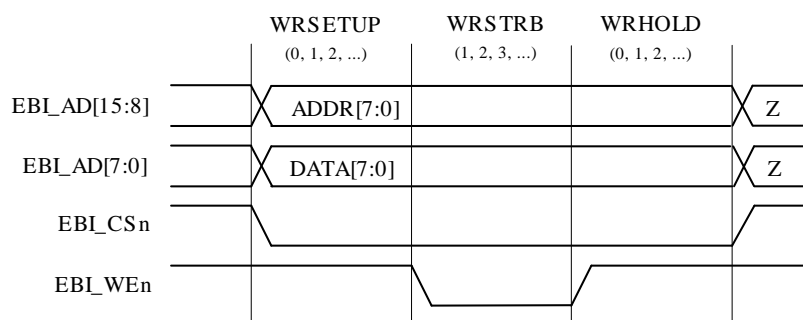 WRSETUP WRSTRB WRHOLD
(0, 1, 2, ...) (1, 2, 3, ...) (0, 1, 2, ...)
EBI_AD[15:8] ADDR[7:0] Z
EBI_AD[7:0] DATA[7:0] Z
EBI_CSn
EBI_WEn